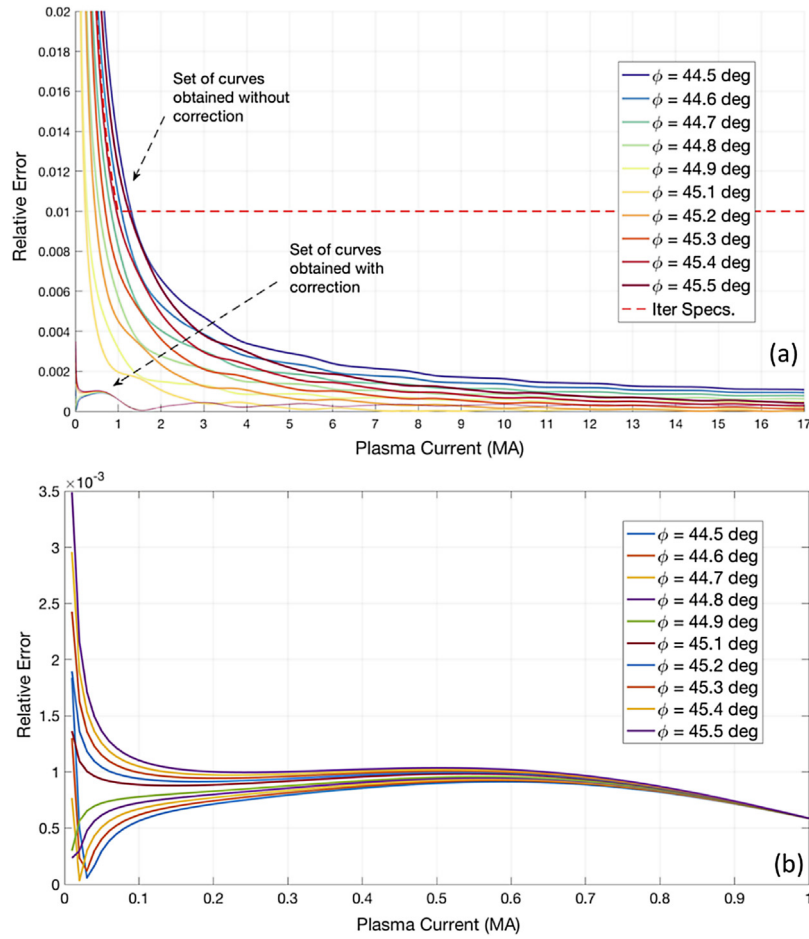 0.02
0.018
0.016
0.014
0.012
0.01
0.008
0.006
0.004
0.002
0
Relative Error
Set of curves
obtained without
correction
Set of curves
obtained with
correction
ϕ = 44.5 deg
ϕ = 44.6 deg
ϕ = 44.7 deg
ϕ = 44.8 deg
ϕ = 44.9 deg
ϕ = 45.1 deg
ϕ = 45.2 deg
ϕ = 45.3 deg
ϕ = 45.4 deg
ϕ = 45.5 deg
Iter Specs.
(a)
0 1 2 3 4 5 6 7 8 9 10 11 12 13 14 15 16 17
Plasma Current (MA)
×10⁻³
3.5
3
2.5
2
1.5
1
0.5
0
Relative Error
ϕ = 44.5 deg
ϕ = 44.6 deg
ϕ = 44.7 deg
ϕ = 44.8 deg
ϕ = 44.9 deg
ϕ = 45.1 deg
ϕ = 45.2 deg
ϕ = 45.3 deg
ϕ = 45.4 deg
ϕ = 45.5 deg
(b)
0 0.1 0.2 0.3 0.4 0.5 0.6 0.7 0.8 0.9 1
Plasma Current (MA)